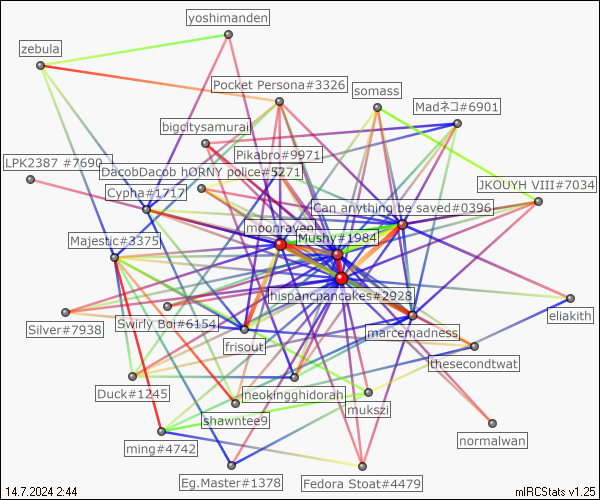 yoshimanden
zebula
Pocket Persona#3326
somass
Madネコ#6901
bigcitysamurai
Pikabro#9971
LPK2387 #7690
DacobDacob hORNY police#5271
Cypha#1717
JKOUYH VIII#7034
Can anything be saved#0396
moonraven
Mushy#1984
Majestic#3375
hispancpancakes#2928
eliakith
Silver#7938
Swirly Boi#6154
marcemadness
frisout
thesecondtwat
Duck#1245
neokingghidorah
mukszi
shawntee9
normalwan
ming#4742
Eg.Master#1378
Fedora Stoat#4479
14.7.2024 2:44
mIRCStats v1.25